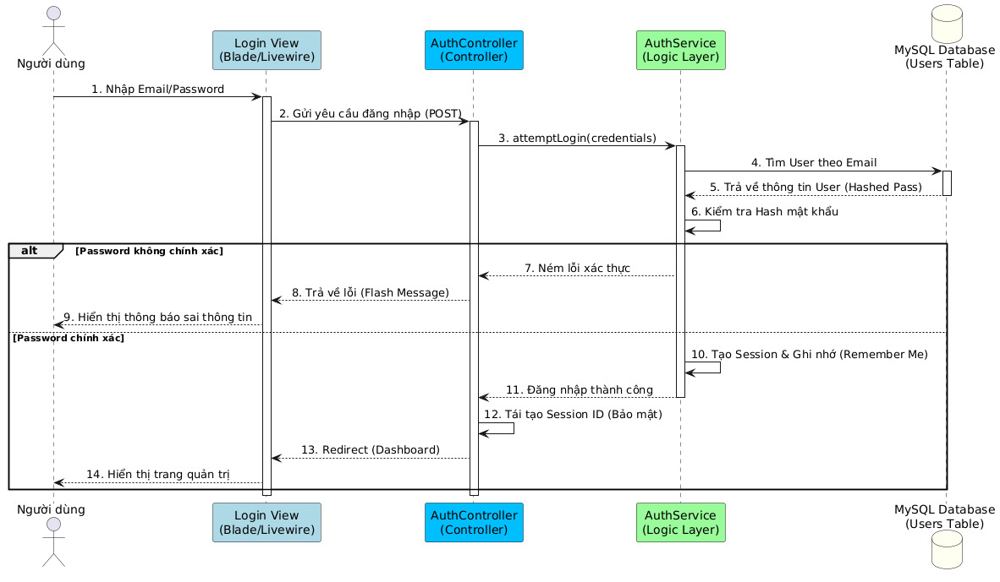 Người dùng
Login View
(Blade/Livewire)
AuthController
(Controller)
AuthService
(Logic Layer)
MySQL Database
(Users Table)
1. Nhập Email/Password
2. Gửi yêu cầu đăng nhập (POST)
3. attemptLogin(credentials)
4. Tìm User theo Email
5. Trả về thông tin User (Hashed Pass)
6. Kiểm tra Hash mật khẩu
alt [Password không chính xác]
7. Ném lỗi xác thực
8. Trả về lỗi (Flash Message)
9. Hiển thị thông báo sai thông tin
[Password chính xác]
10. Tạo Session & Ghi nhớ (Remember Me)
11. Đăng nhập thành công
12. Tái tạo Session ID (Bảo mật)
13. Redirect (Dashboard)
14. Hiển thị trang quản trị
Người dùng
Login View
(Blade/Livewire)
AuthController
(Controller)
AuthService
(Logic Layer)
MySQL Database
(Users Table)